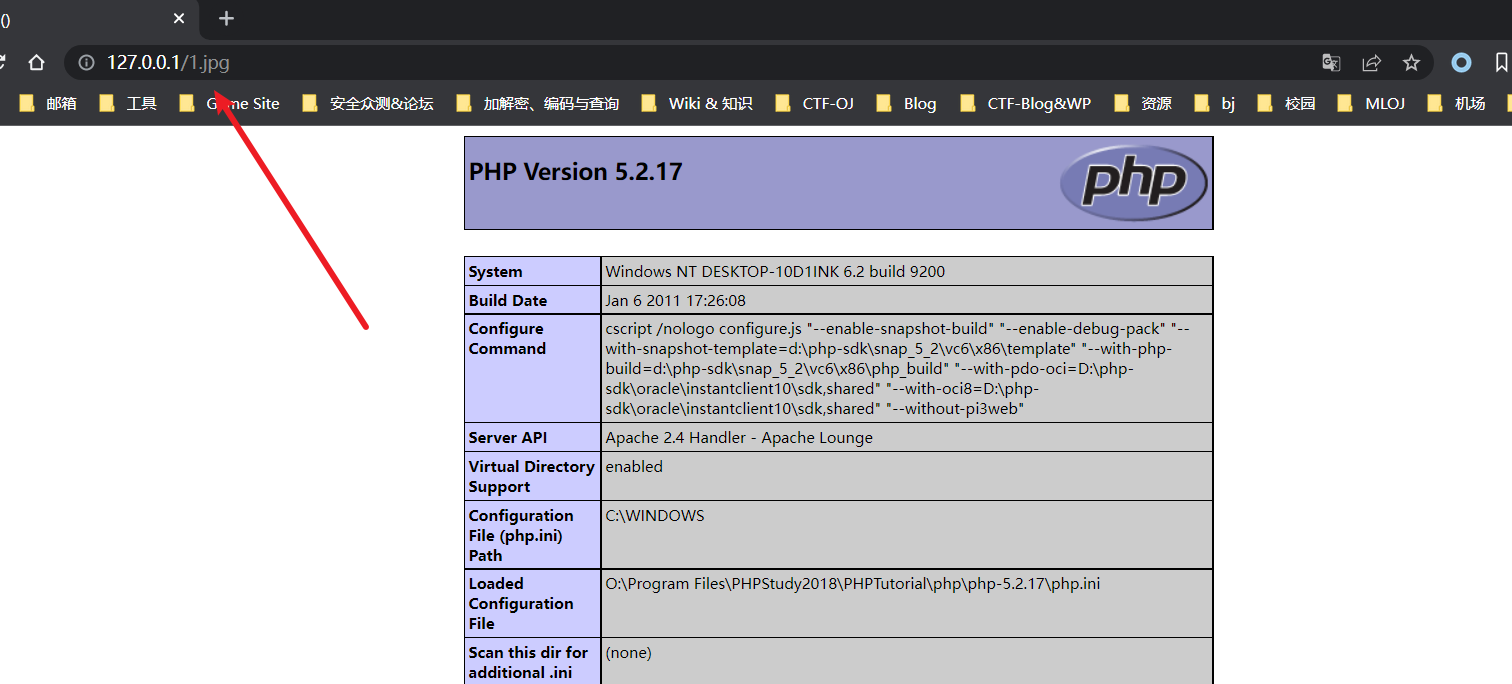 ()
127.0.0.1/1.jpg
邮箱 工具 Game Site 安全众测&论坛 加解密、编码与查询 Wiki & 知识 CTF-OJ Blog CTF-Blog&WP 资源 bj 校园 MLOJ 机场
PHP Version 5.2.17
php
System Windows NT DESKTOP-10D1INK 6.2 build 9200
Build Date Jan 6 2011 17:26:08
Configure Command
cscript /nologo configure.js "--enable-snapshot-build" "--enable-debug-pack" "--
with-snapshot-template=d:\php-sdk\snap_5_2\vc6\x86\template" "--with-php-
build=d:\php-sdk\snap_5_2\vc6\x86\php_build" "--with-pdo-oci=D:\php-
sdk\oracle\instantclient10\sdk,shared" "--with-oci8=D:\php-
sdk\oracle\instantclient10\sdk,shared" "--without-pi3web"
Server API Apache 2.4 Handler - Apache Lounge
Virtual Directory
Support
enabled
Configuration
File (php.ini)
Path
C:\WINDOWS
Loaded
Configuration
File
O:\Program Files\PHPStudy2018\PHPTutorial\php\php-5.2.17\php.ini
Scan this dir for
additional .ini
(none)